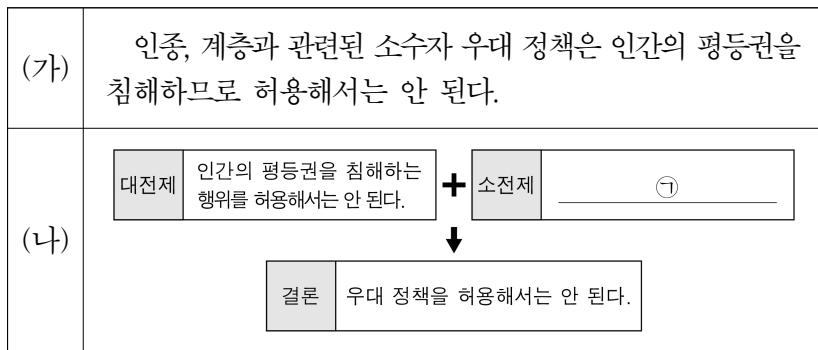 (가)
인종, 계층과 관련된 소수자 우대 정책은 인간의 평등권을
침해하므로 허용해서는 안 된다.
(나)
대전제
인간의 평등권을 침해하는
행위를 허용해서는 안 된다.
+
소전제
㉠
결론
우대 정책을 허용해서는 안 된다.